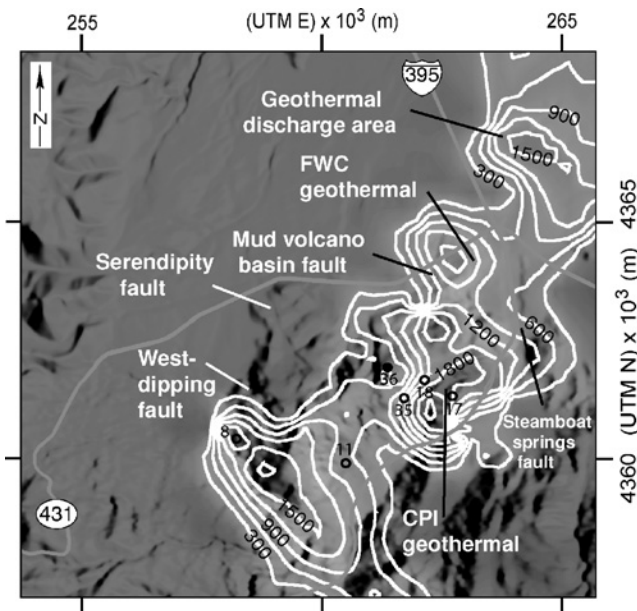 255
(UTM E) x 10³ (m)
265
N
395
Geothermal
discharge area
900
1500
300
FWC
geothermal
4365
Mud volcano
basin fault
Serendipity
fault
1200
600
West-
dipping
fault
36
1800
18
35
17
Steamboat
springs
fault
8
11
4360
(UTM N) x 10³ (m)
431
1500
900
300
CPI
geothermal